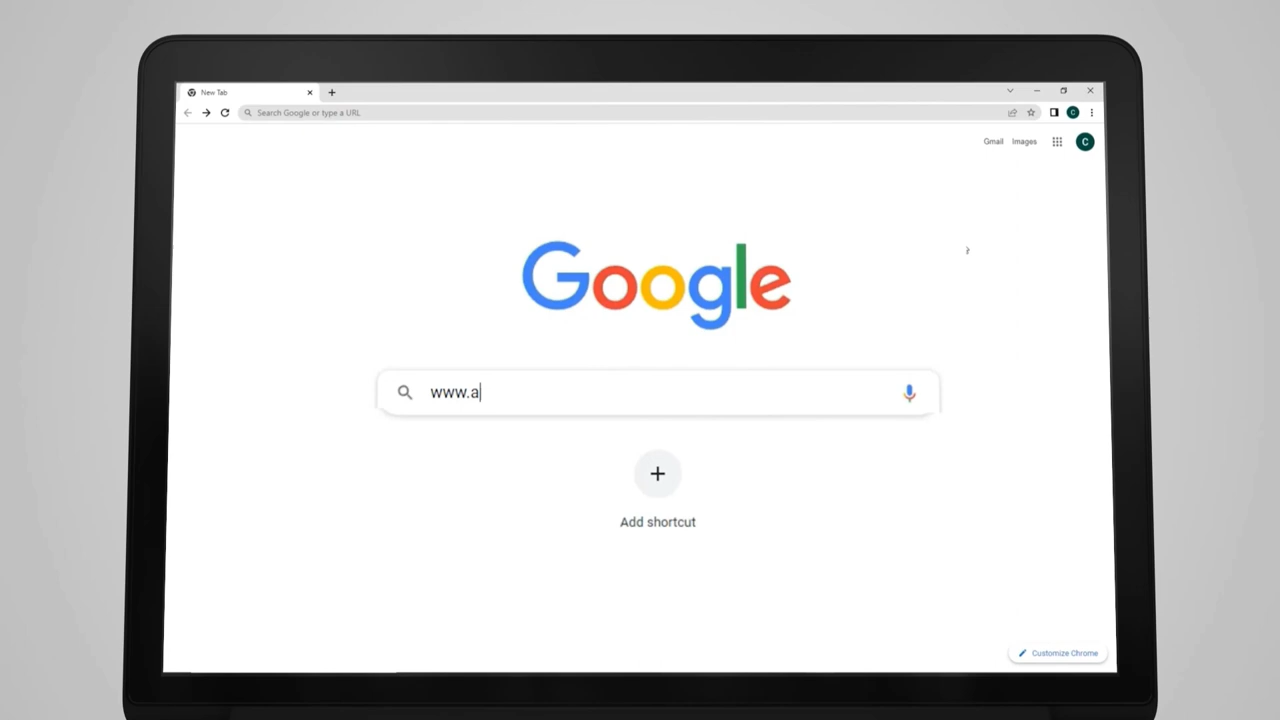 New Tab
Search Google or type a URL
C
Gmail Images
C
Google
www.a
Add shortcut
Customize Chrome